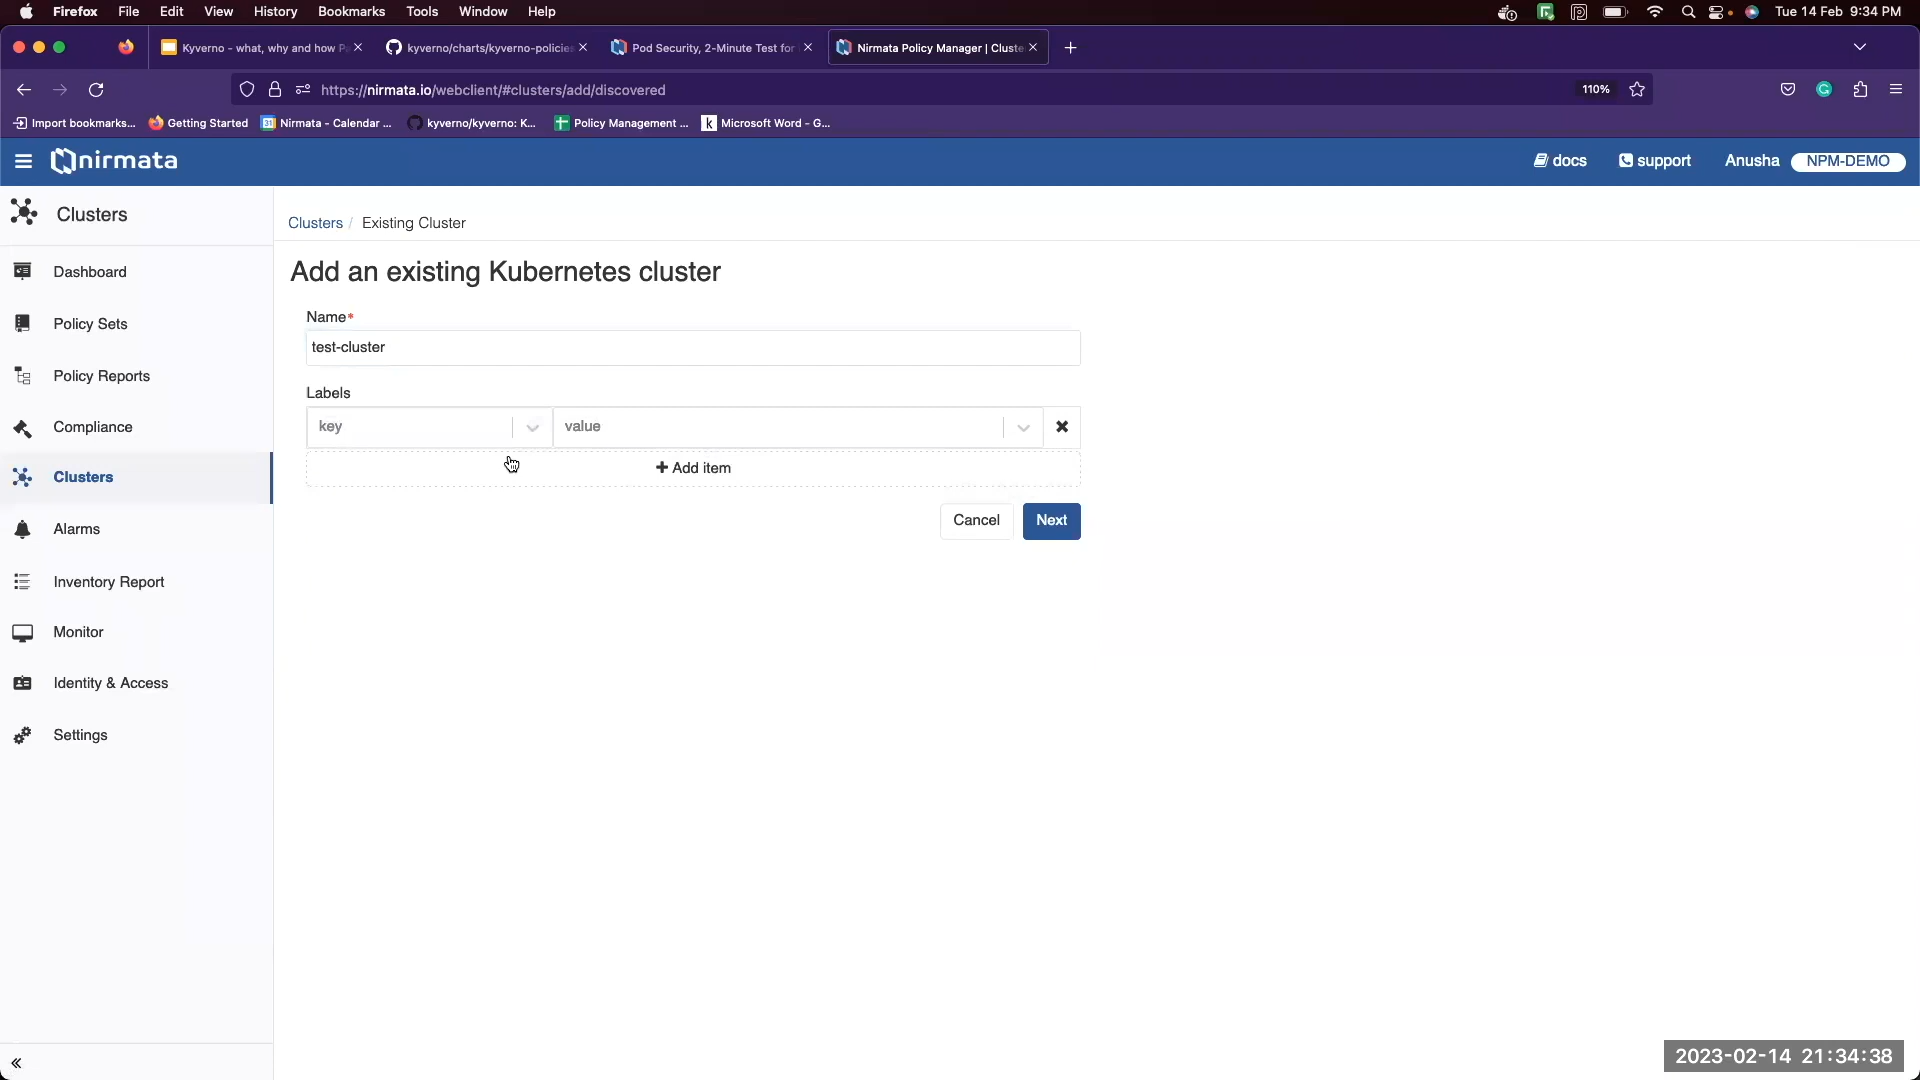 Firefox File Edit View History Bookmarks Tools Window Help Tue 14 Feb 9:34 PM
Kyverno - what, why and how P kyverno/charts/kyverno-policies Pod Security, 2-Minute Test for Nirmata Policy Manager | Cluste
https://nirmata.io/webclient/#clusters/add/discovered 110%
Import bookmarks... Getting Started Nirmata - Calendar ... kyverno/kyverno: K... Policy Management ... Microsoft Word - G...
nirmata docs support Anusha NPM-DEMO
Clusters
Clusters / Existing Cluster
Dashboard
Policy Sets
Policy Reports
Compliance
Clusters
Alarms
Inventory Report
Monitor
Identity & Access
Settings
Add an existing Kubernetes cluster
Name*
test-cluster
Labels
key value
+ Add item
Cancel Next
2023-02-14 21:34:38